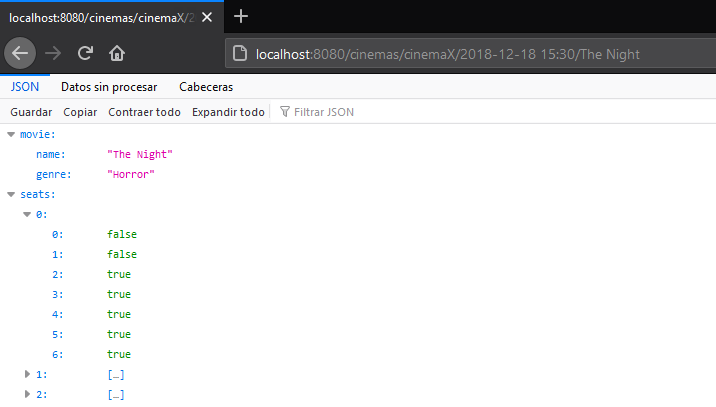 localhost:8080/cinemas/cinemaX/2
localhost:8080/cinemas/cinemaX/2018-12-18 15:30/The Night
JSON Datos sin procesar Cabeceras
Guardar Copiar Contraer todo Expandir todo Filtrar JSON
movie:
name: "The Night"
genre: "Horror"
seats:
0:
0: false
1: false
2: true
3: true
4: true
5: true
6: true
1: […]
2: […]